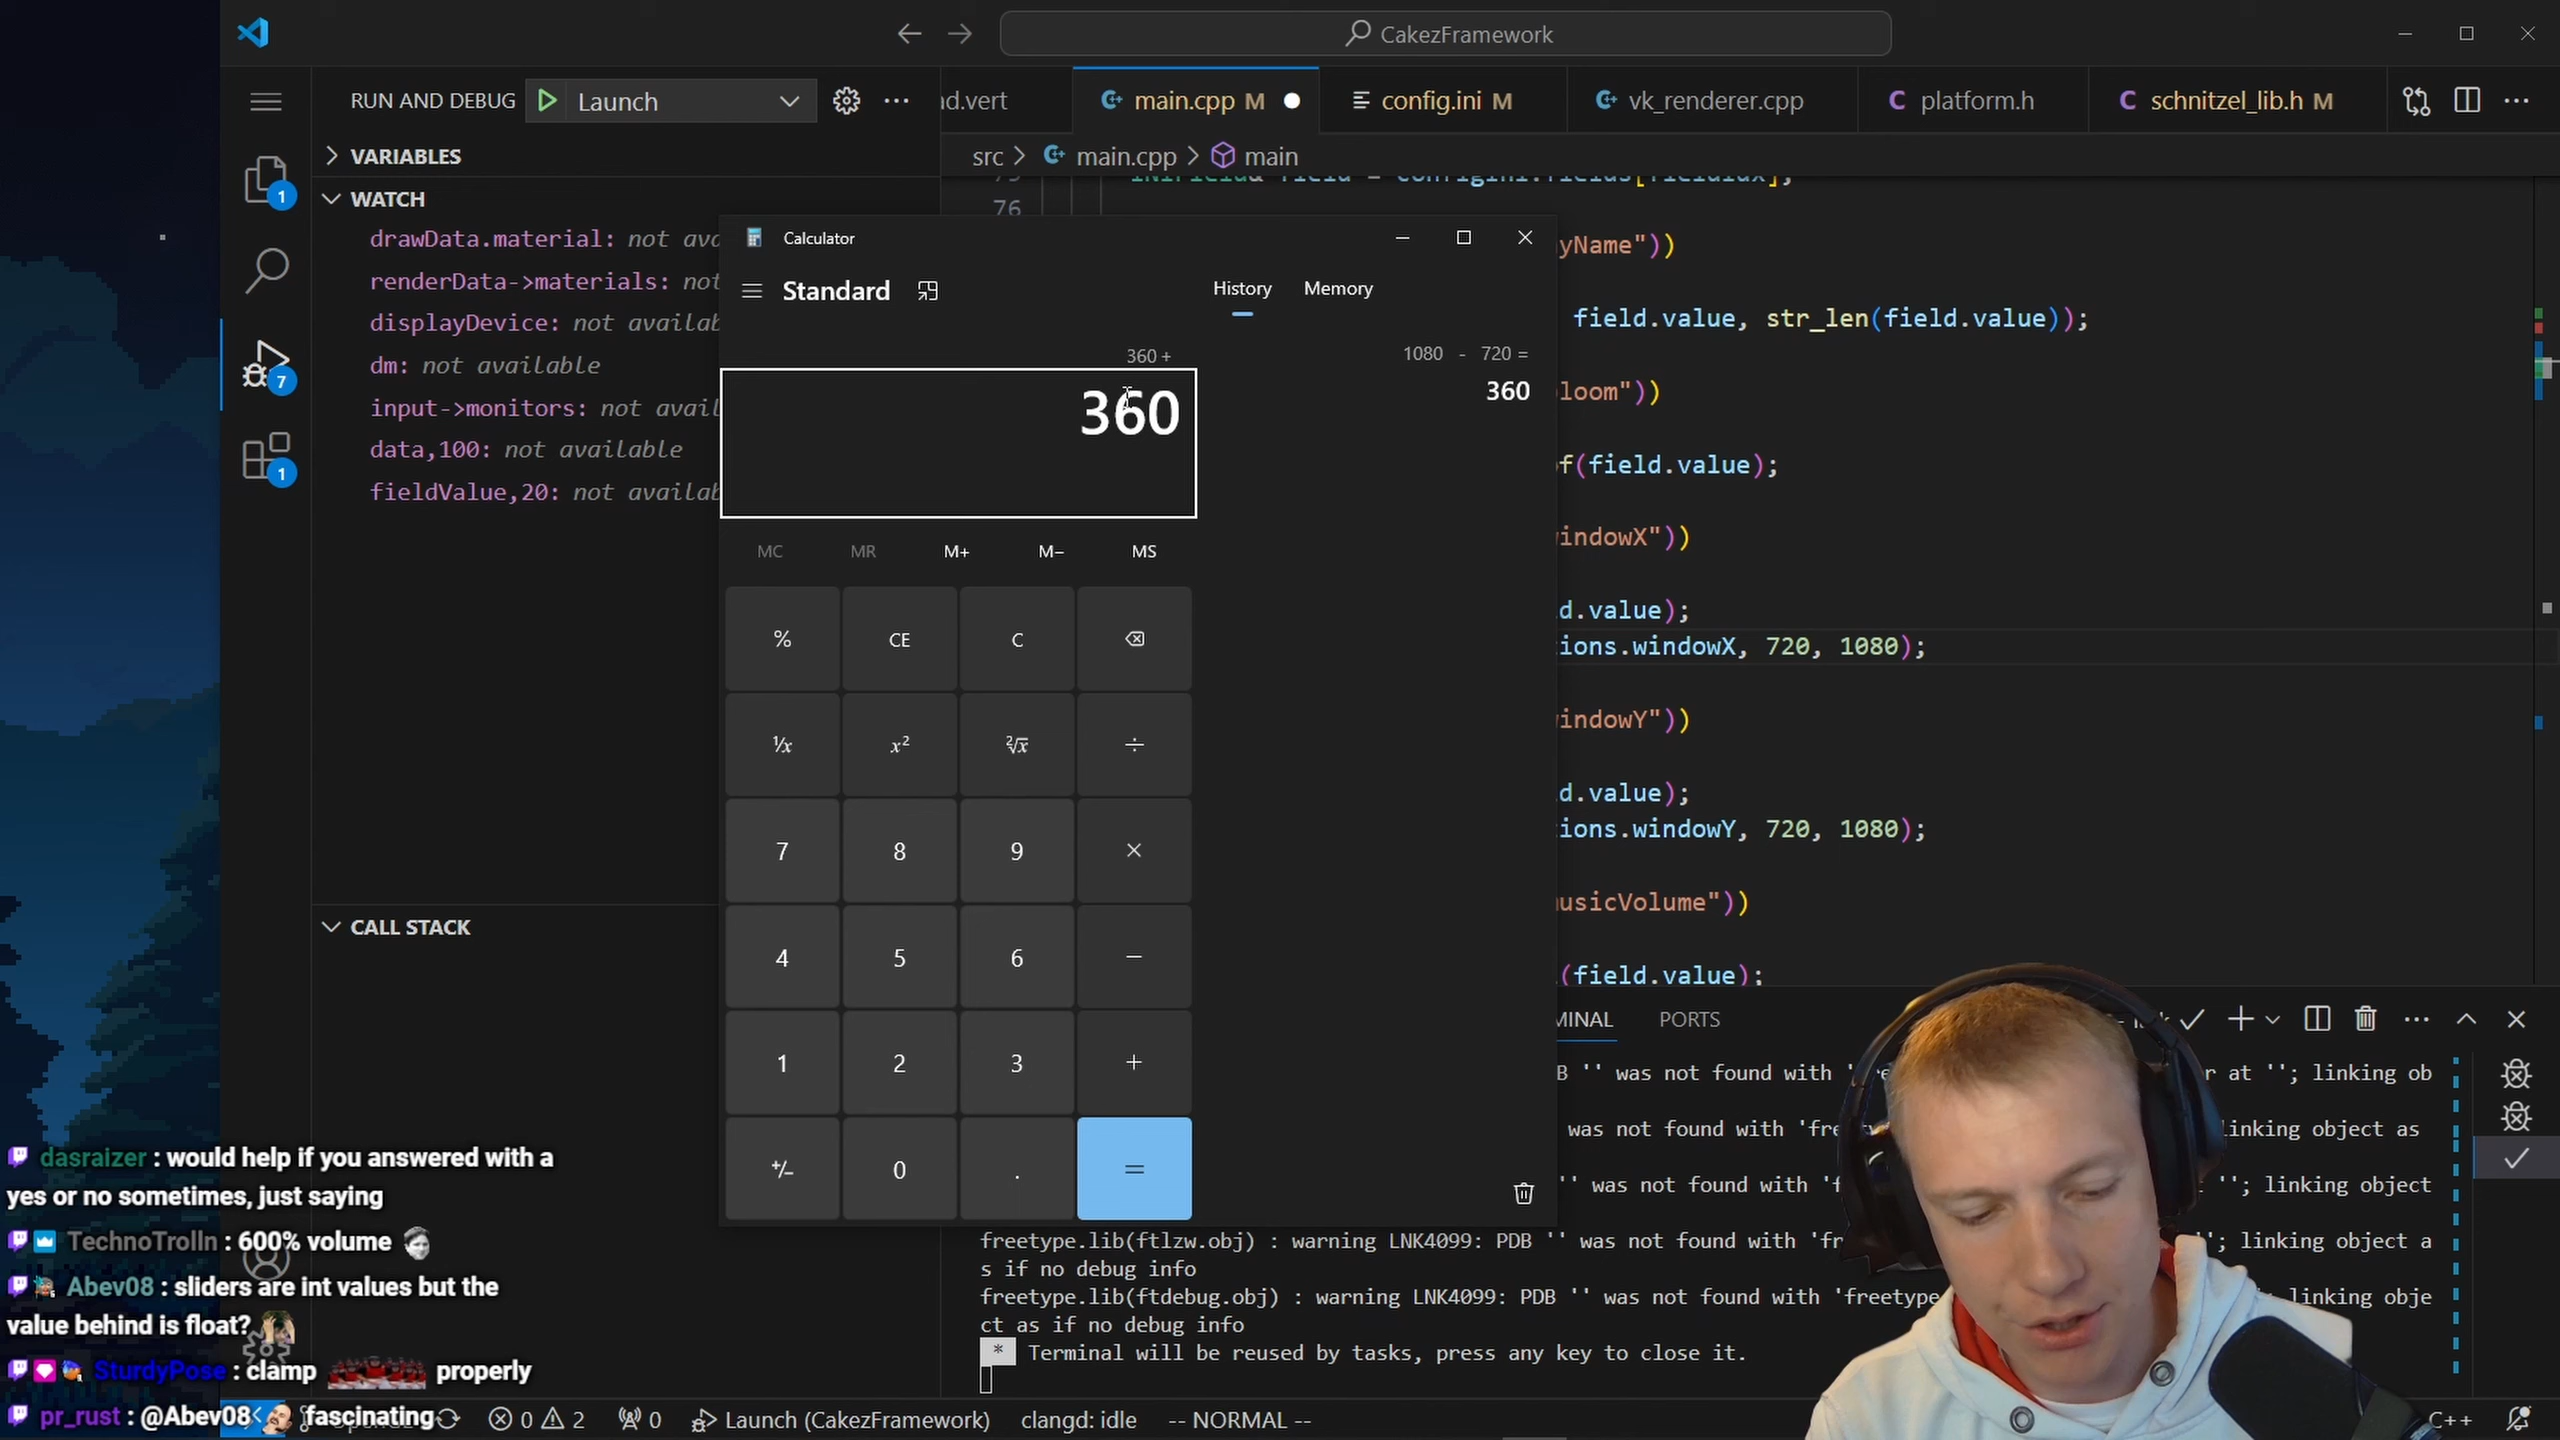 CakezFramework
RUN AND DEBUG
Launch
d.vert
main.cpp M
config.ini M
vk_renderer.cpp
C platform.h
C schnitzel_lib.h M
VARIABLES
src > main.cpp > main
WATCH
76
drawData.material: not
renderData->materials: not
displayDevice: not
dm: not available
input->monitors: not
data,100: not available
fieldValue,20: not
1
7
1
Calculator
Standard
History
Memory
360 +
360
1080 - 720 =
360
MC MR M+ M− MS
% CE C
⅟x x² ²√x ÷
7 8 9 ×
4 5 6 −
1 2 3 +
+/− 0 . =
yName"))
field.value, str_len(field.value));
loom"))
f(field.value);
indowX"))
d.value);
ions.windowX, 720, 1080);
indowY"))
d.value);
ions.windowY, 720, 1080);
usicVolume"))
(field.value);
CALL STACK
MINAL
PORTS
'' was not found with
r at ''; linking ob
was not found with
linking object as
'' was not found with
''; linking object
freetype.lib(ftlzw.obj) : warning LNK4099: PDB '' was not found with
''; linking object a
s if no debug info
freetype.lib(ftdebug.obj) : warning LNK4099: PDB '' was not found with 'freetype
linking obje
ct as if no debug info
* Terminal will be reused by tasks, press any key to close it.
dasraizer : would help if you answered with a
yes or no sometimes, just saying
TechnoTrolln : 600% volume
Abev08 : sliders are int values but the
value behind is float?
SturdyPose : clamp properly
pr_rust : @Abev08 fascinating
0 2
0
Launch (CakezFramework)
clangd: idle
-- NORMAL --
C++